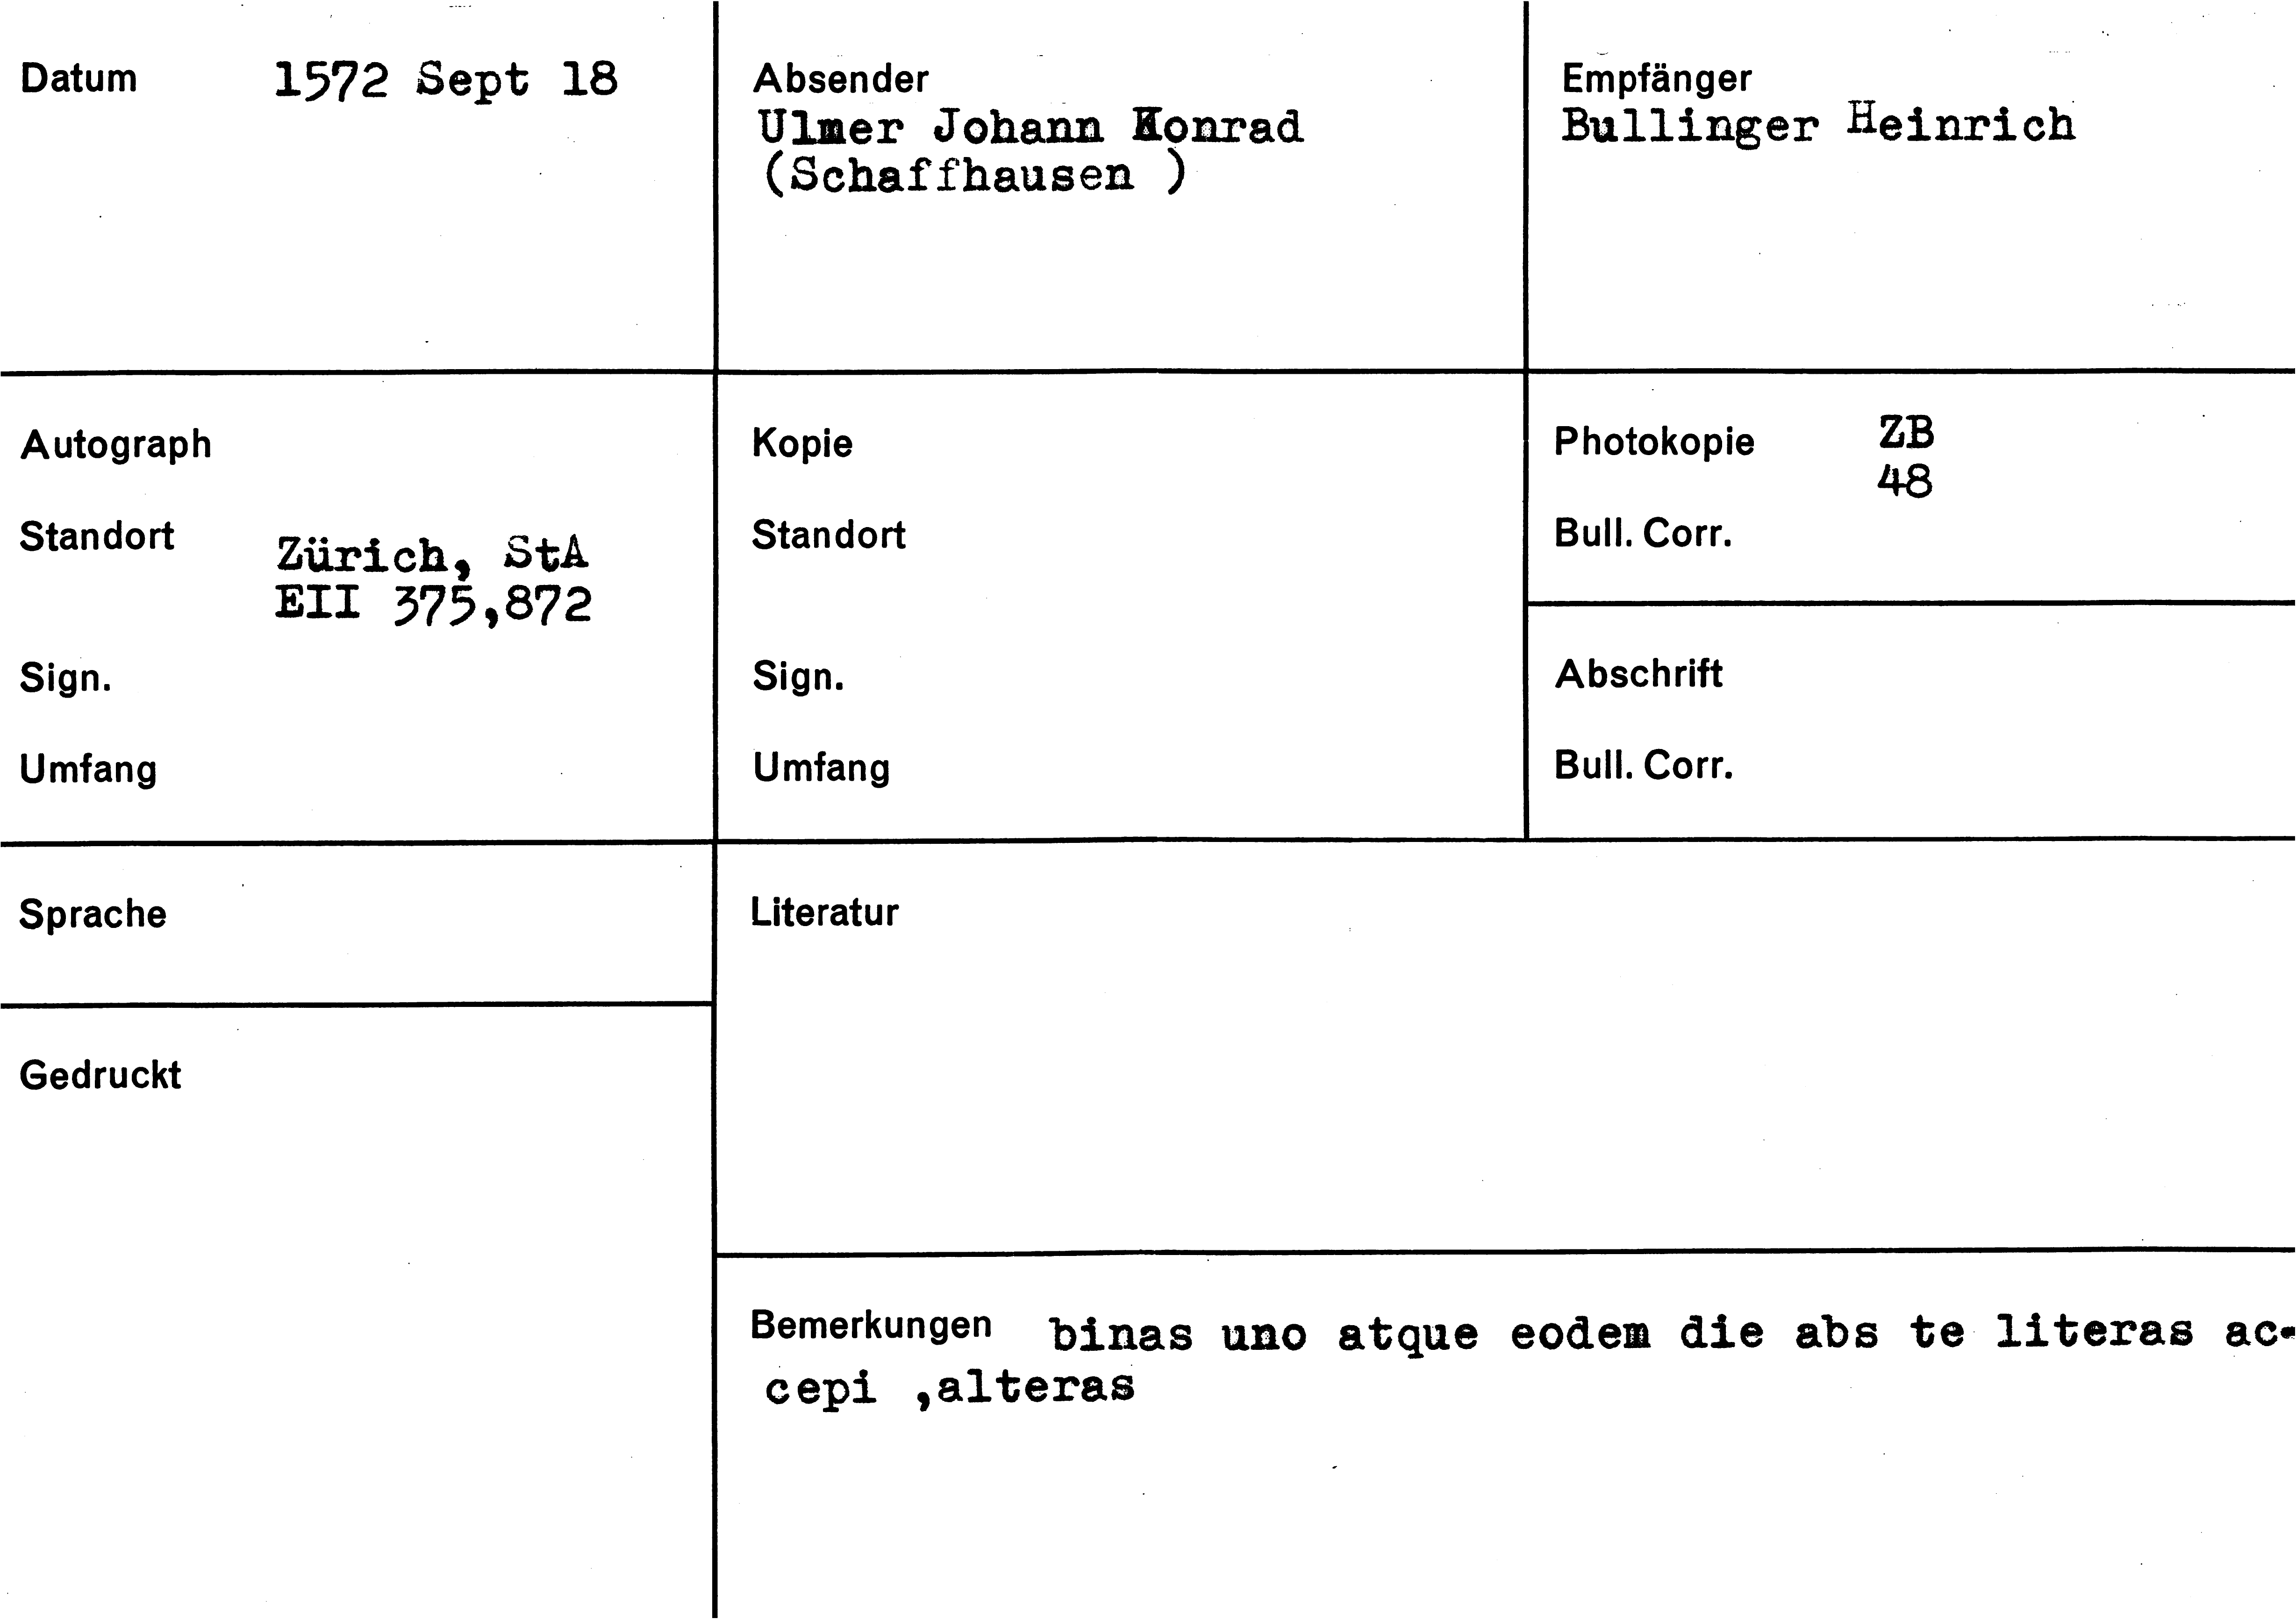 Datum 1572 Sept 18
Absender
Ulmer Johann Konrad
(Schaffhausen )
Empfänger
Bullinger Heinrich
Autograph
Standort Zürich, StA
EII 375,872
Sign.
Umfang
Kopie
Standort
Sign.
Umfang
Photokopie ZB
48
Bull. Corr.
Abschrift
Bull. Corr.
Sprache
Literatur
Gedruckt
Bemerkungen binas uno atque eodem die abs te literas ac-
cepi ,alteras